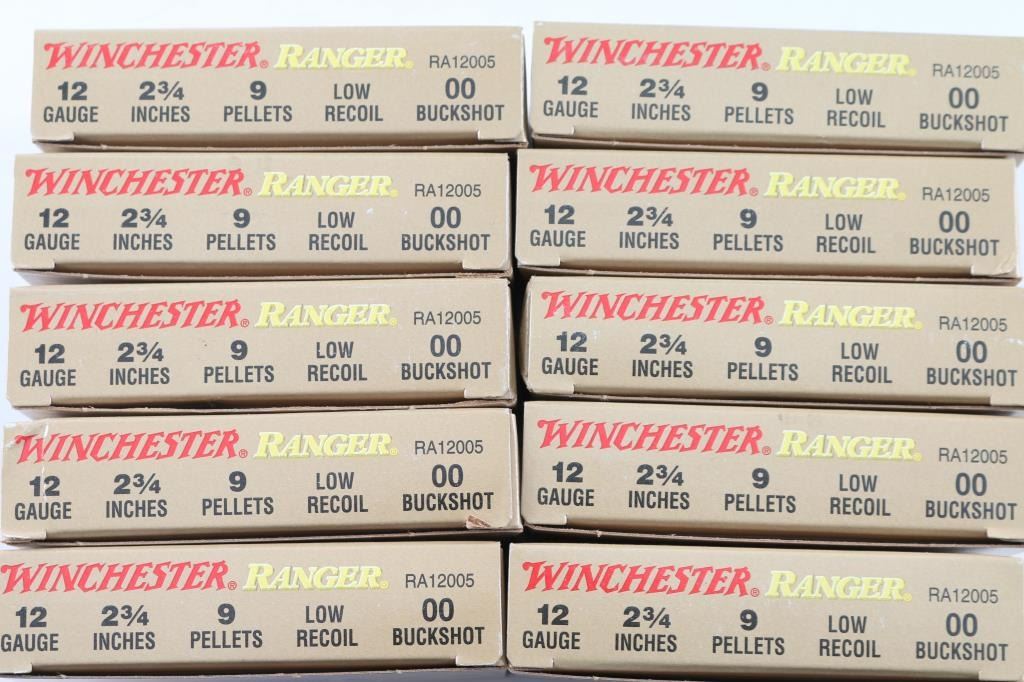 WINCHESTER® RANGER® RA12005
12 2¾ 9 LOW 00
GAUGE INCHES PELLETS RECOIL BUCKSHOT
WINCHESTER® RANGER® RA12005
12 2¾ 9 LOW 00
GAUGE INCHES PELLETS RECOIL BUCKSHOT
WINCHESTER® RANGER® RA12005
12 2¾ 9 LOW 00
GAUGE INCHES PELLETS RECOIL BUCKSHOT
WINCHESTER® RANGER® RA12005
12 2¾ 9 LOW 00
GAUGE INCHES PELLETS RECOIL BUCKSHOT
WINCHESTER® RANGER® RA12005
12 2¾ 9 LOW 00
GAUGE INCHES PELLETS RECOIL BUCKSHOT
WINCHESTER® RANGER® RA12005
12 2¾ 9 LOW 00
GAUGE INCHES PELLETS RECOIL BUCKSHOT
WINCHESTER® RANGER® RA12005
12 2¾ 9 LOW 00
GAUGE INCHES PELLETS RECOIL BUCKSHOT
WINCHESTER® RANGER® RA12005
12 2¾ 9 LOW 00
GAUGE INCHES PELLETS RECOIL BUCKSHOT
WINCHESTER® RANGER® RA12005
12 2¾ 9 LOW 00
GAUGE INCHES PELLETS RECOIL BUCKSHOT
WINCHESTER® RANGER® RA12005
12 2¾ 9 LOW 00
GAUGE INCHES PELLETS RECOIL BUCKSHOT